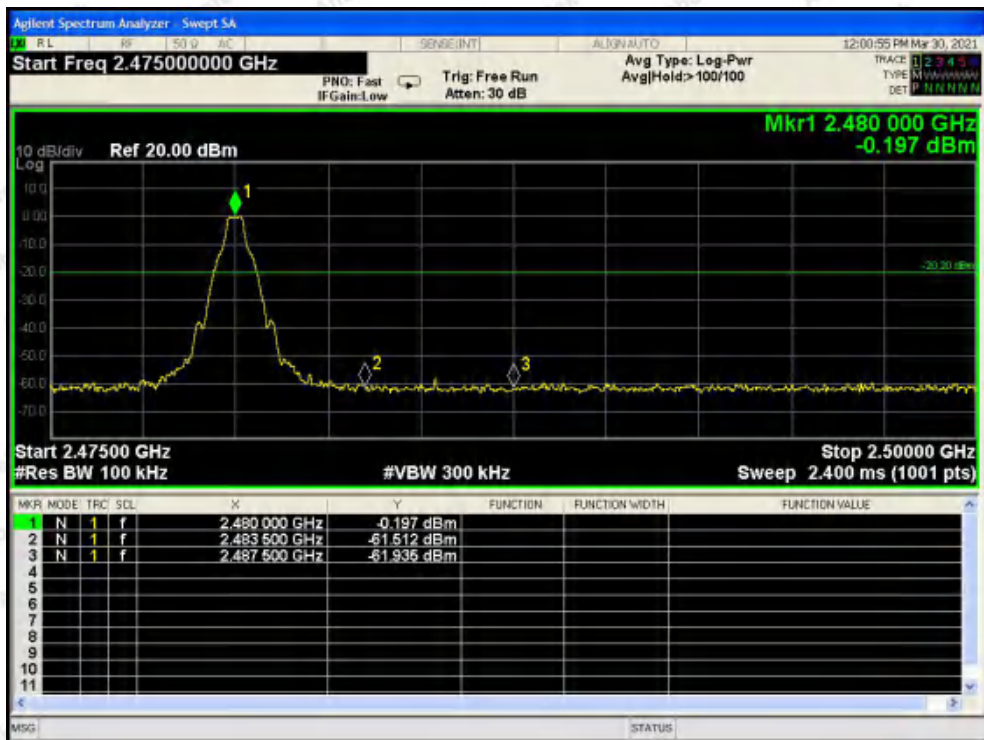 Agilent Spectrum Analyzer - Swept SA
RL RF 50 Ω AC SENSE:INT ALIGN AUTO 12:00:55 PM Mar 30, 2021
Start Freq 2.475000000 GHz
PNO: Fast
IFGain:Low
Trig: Free Run
Atten: 30 dB
Avg Type: Log-Pwr
Avg|Hold:>100/100
TRACE 1 2 3 4 5 6
TYPE M W W W W W
DET P N N N N N
Mkr1 2.480 000 GHz
-0.197 dBm
10 dB/div Ref 20.00 dBm
Log
10.0
0.00
-10.0
-20.0
-30.0
-40.0
-50.0
-60.0
-70.0
1
-20.20 dBm
2
3
Start 2.47500 GHz Stop 2.50000 GHz
#Res BW 100 kHz #VBW 300 kHz Sweep 2.400 ms (1001 pts)
MKR MODE TRC SCL X Y FUNCTION FUNCTION WIDTH FUNCTION VALUE
1 N 1 f 2.480 000 GHz -0.197 dBm
2 N 1 f 2.483 500 GHz -61.512 dBm
3 N 1 f 2.487 500 GHz -61.935 dBm
4
5
6
7
8
9
10
11
MSG STATUS